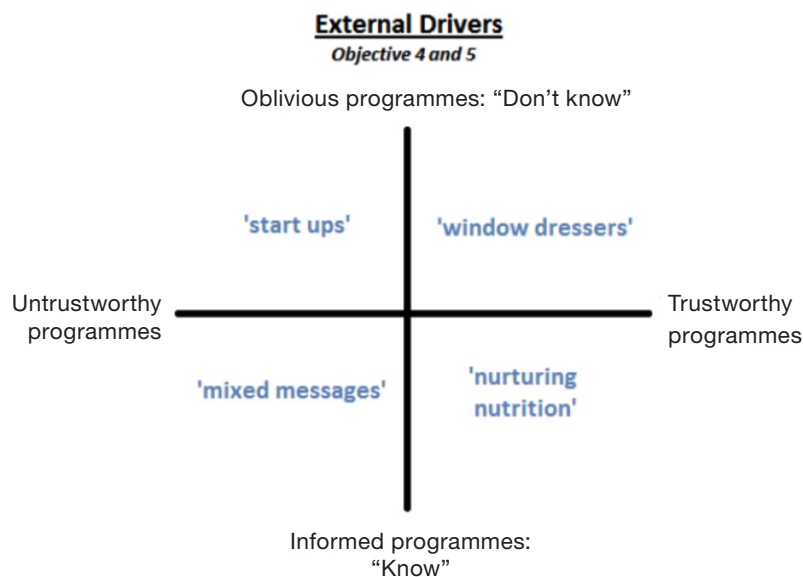 External Drivers
Objective 4 and 5
Oblivious programmes: “Don’t know”
'start ups'
'window dressers'
Untrustworthy
programmes
Trustworthy
programmes
'mixed messages'
'nurturing
nutrition'
Informed programmes:
“Know”